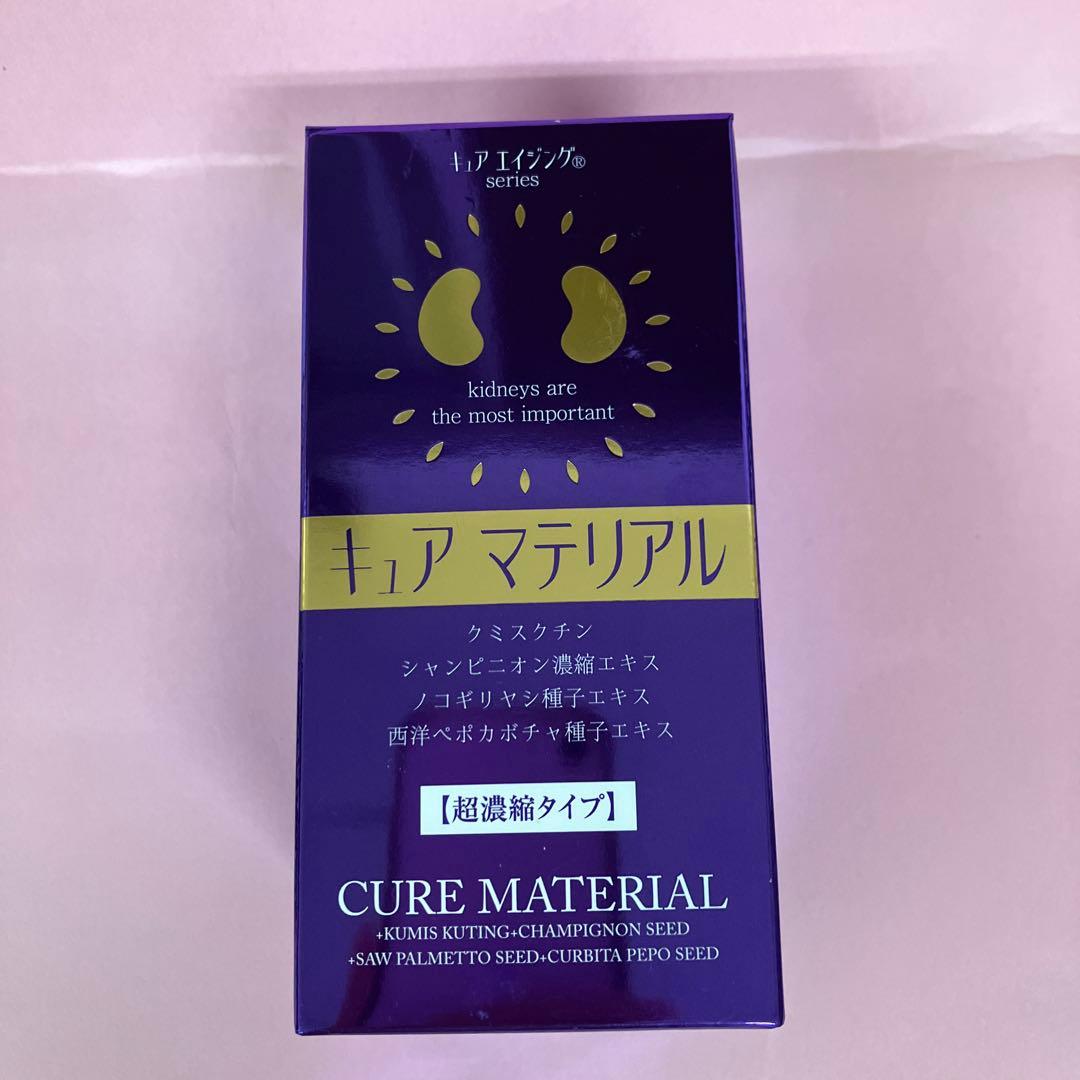 キュア エイジング®
series
kidneys are
the most important
キュア マテリアル
クミスクチン
シャンピニオン濃縮エキス
ノコギリヤシ種子エキス
西洋ペポカボチャ種子エキス
【超濃縮タイプ】
CURE MATERIAL
+KUMIS KUTING+CHAMPIGNON SEED
+SAW PALMETTO SEED+CURBITA PEPO SEED